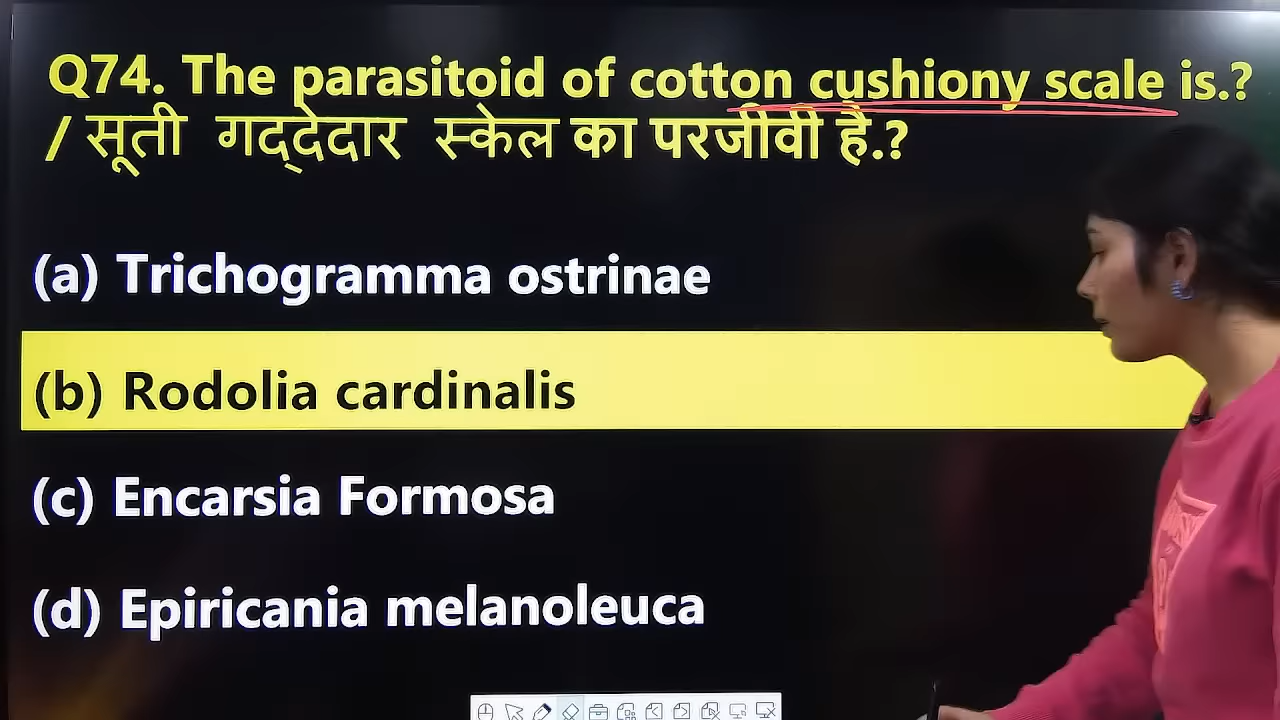 Q74. The parasitoid of cotton cushiony scale is.?
/ सूती गद्देदार स्केल का परजीवी है.?
(a) Trichogramma ostrinae
(b) Rodolia cardinalis
(c) Encarsia Formosa
(d) Epiricania melanoleuca